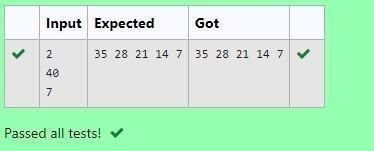 Input Expected Got
2 35 28 21 14 7 35 28 21 14 7
40
7
Passed all tests!